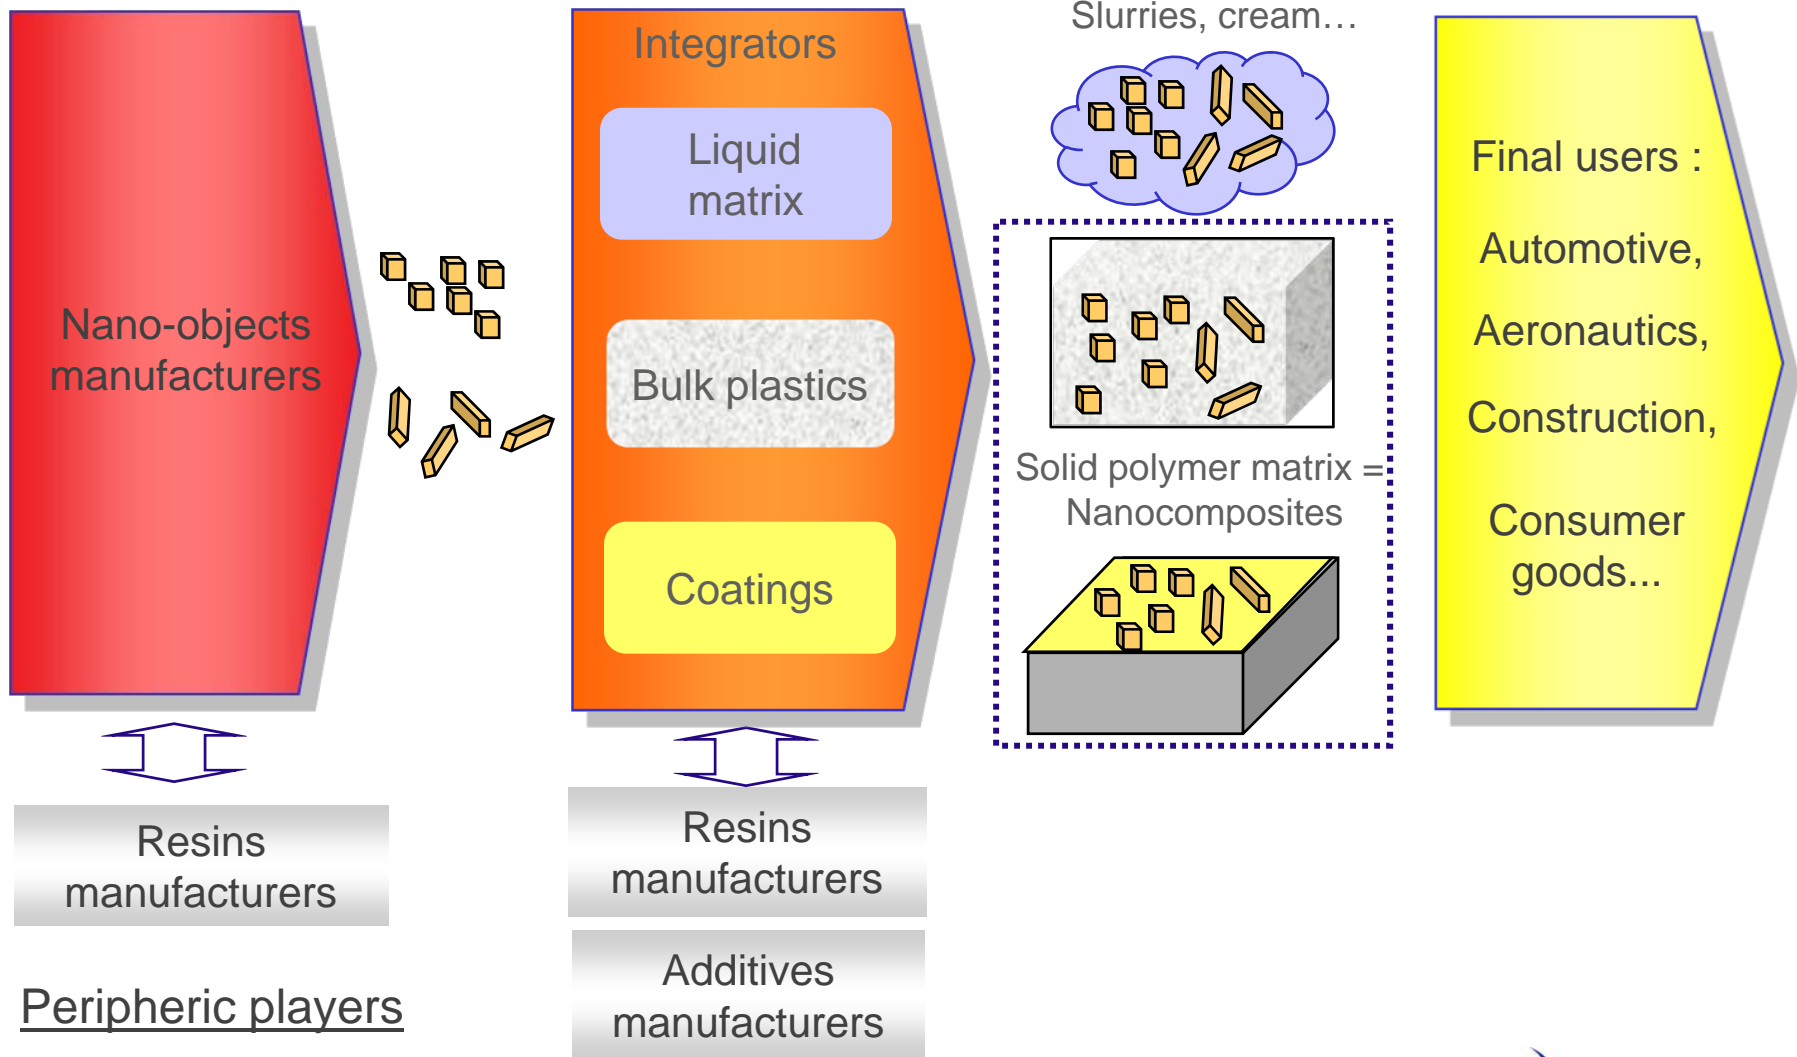 Nano-objects
manufacturers
Integrators
Liquid
matrix
Bulk plastics
Coatings
Slurries, cream…
Solid polymer matrix =
Nanocomposites
Final users :
Automotive,
Aeronautics,
Construction,
Consumer
goods...
Resins
manufacturers
Resins
manufacturers
Additives
manufacturers
Peripheric players